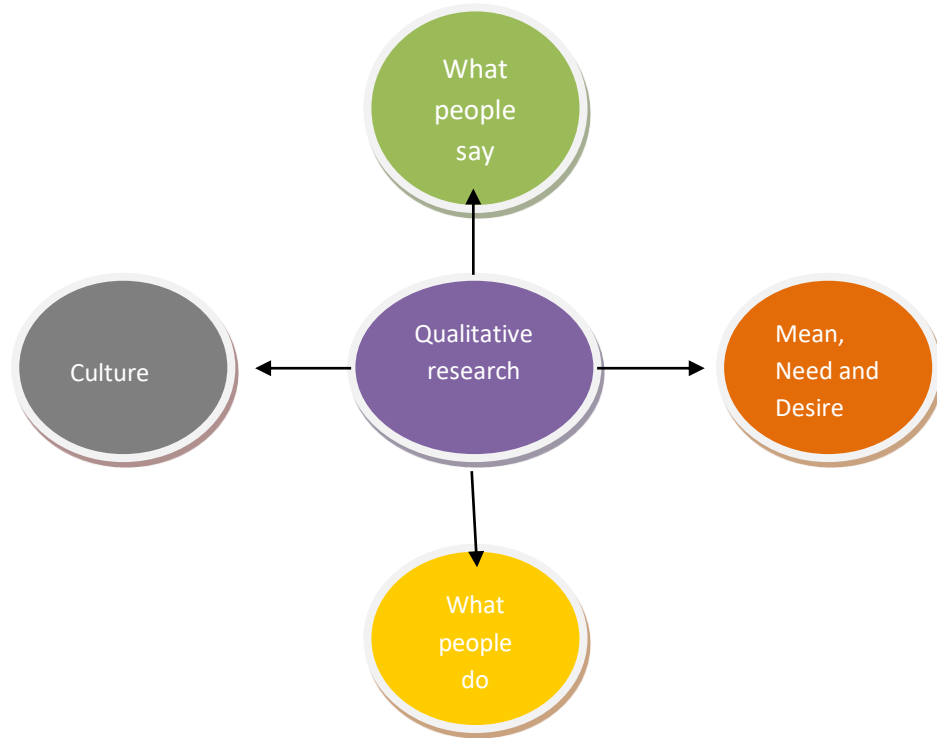 What
people
say
Culture
Qualitative
research
Mean,
Need and
Desire
What
people
do